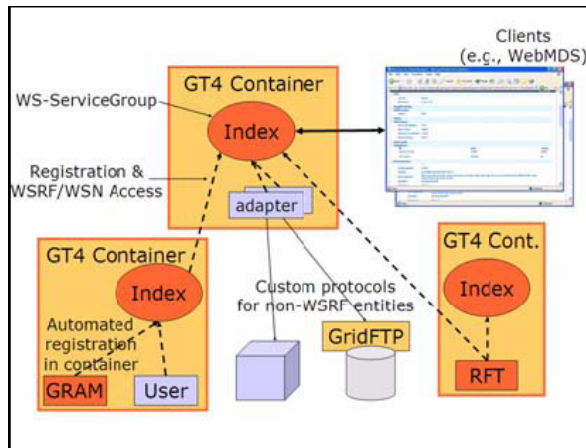 Clients
(e.g., WebMDS)
GT4 Container
WS-ServiceGroup
Index
Registration &
WSRF/WSN Access
adapter
GT4 Container
Index
Automated
registration
in container
GRAM
User
Custom protocols
for non-WSRF entities
GridFTP
GT4 Cont.
Index
RFT